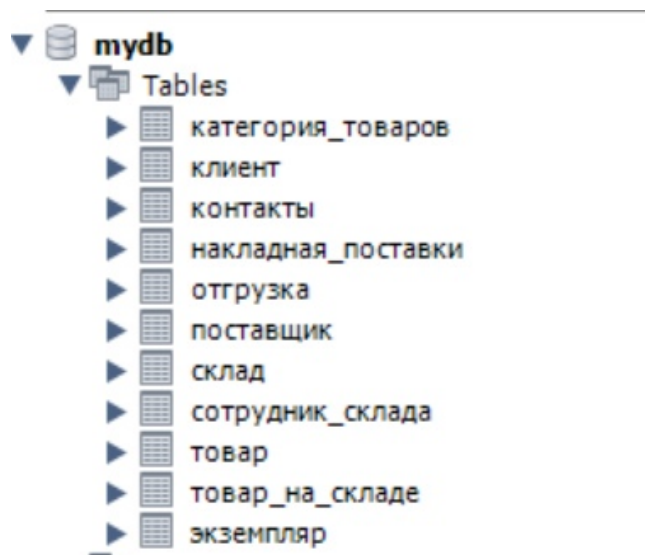 mydb
Tables
категория_товаров
клиент
контакты
накладная_поставки
отгрузка
поставщик
склад
сотрудник_склада
товар
товар_на_складе
экземпляр